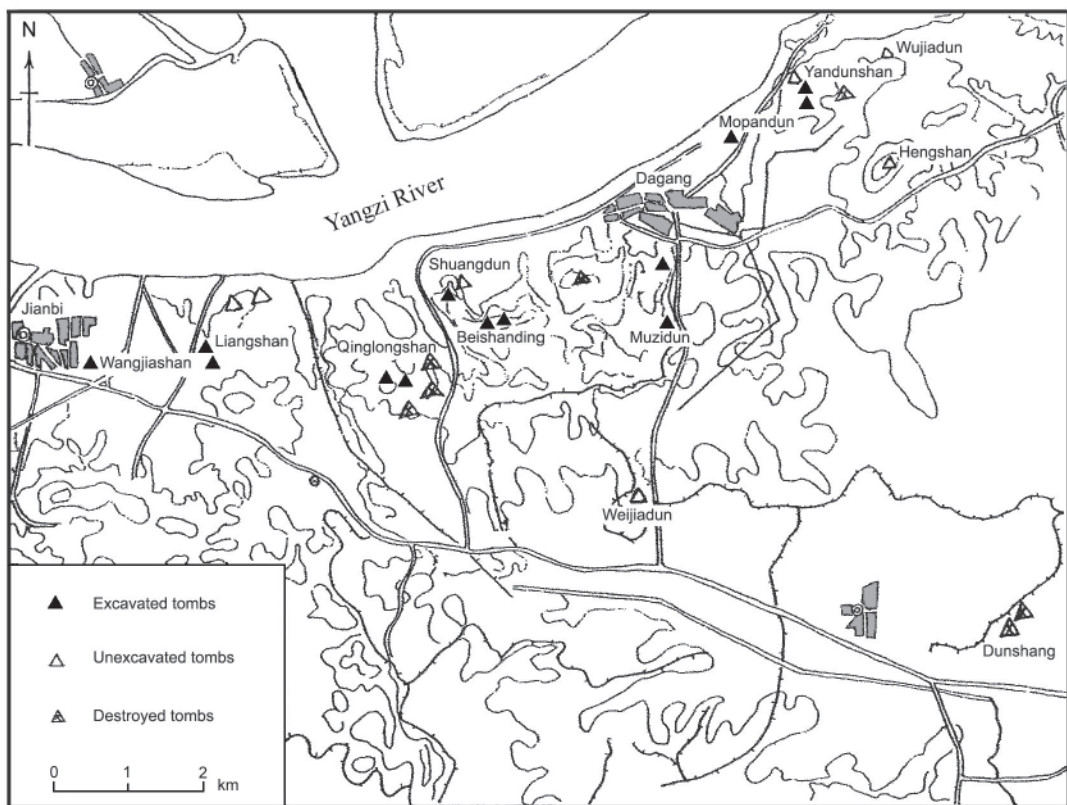 N
Wujiadun
Yandunshan
Mopandun
Hengshan
Dagang
Yangzi River
Shuangdun
Jianbi
Liangshan
Beishanding
Muzidun
Qinglongshan
Wangjiashan
Weijiadun
Dunshang
Excavated tombs
Unexcavated tombs
Destroyed tombs
0 1 2
km